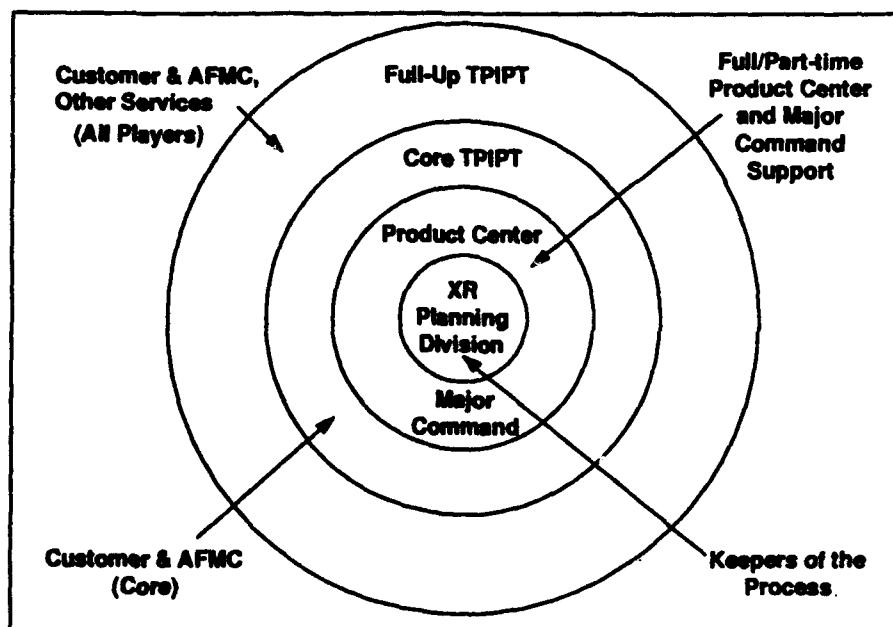 Customer & AFMC,
Other Services
(All Players)
Full-Up TPIPT
Full/Part-time
Product Center
and Major
Command
Support
Core TPIPT
Product Center
XR
Planning
Division
Major
Command
Customer & AFMC
(Core)
Keepers of the
Process